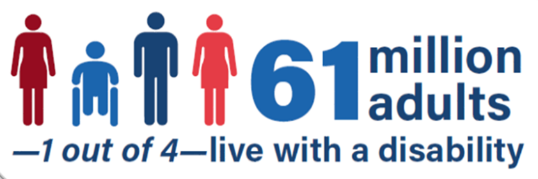 61 million
adults
—1 out of 4—live with a disability